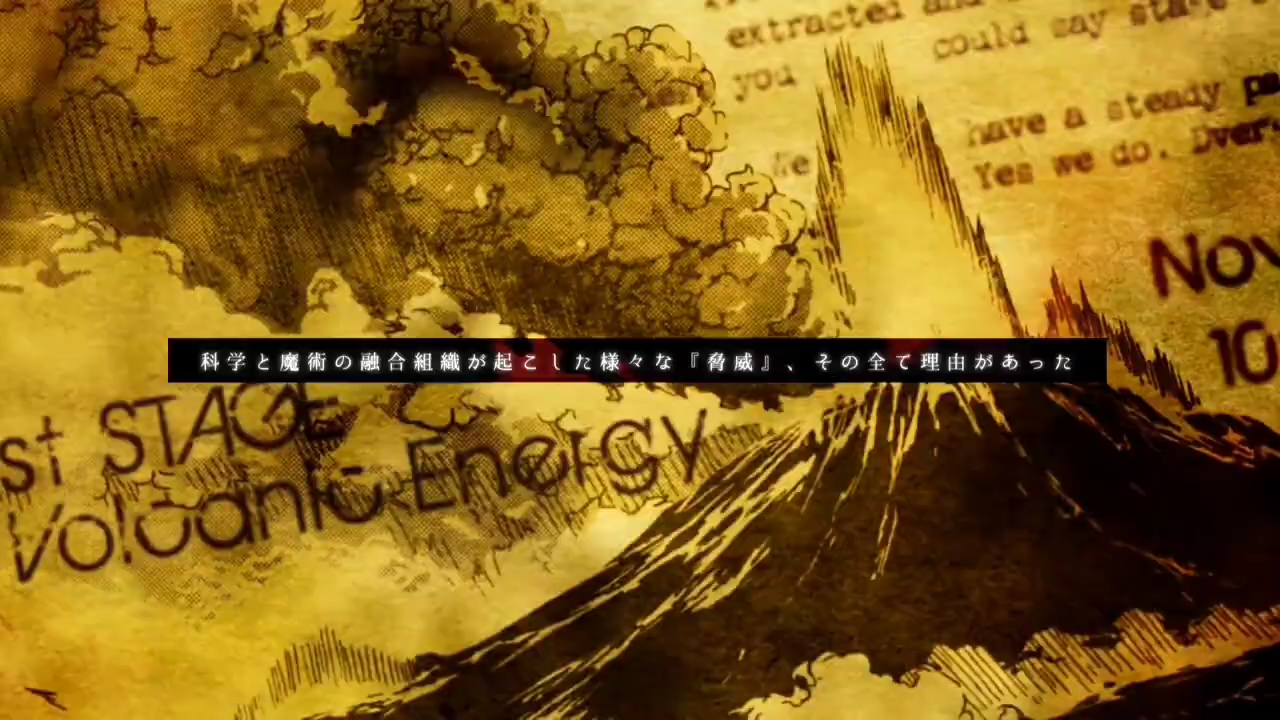 extracted and
could say
you
have a steady
Yes we do.
Nov
10
科学と魔術の融合組織が起こした様々な『脅威』、その全て理由があった
st STAGE
Volcanic Energy